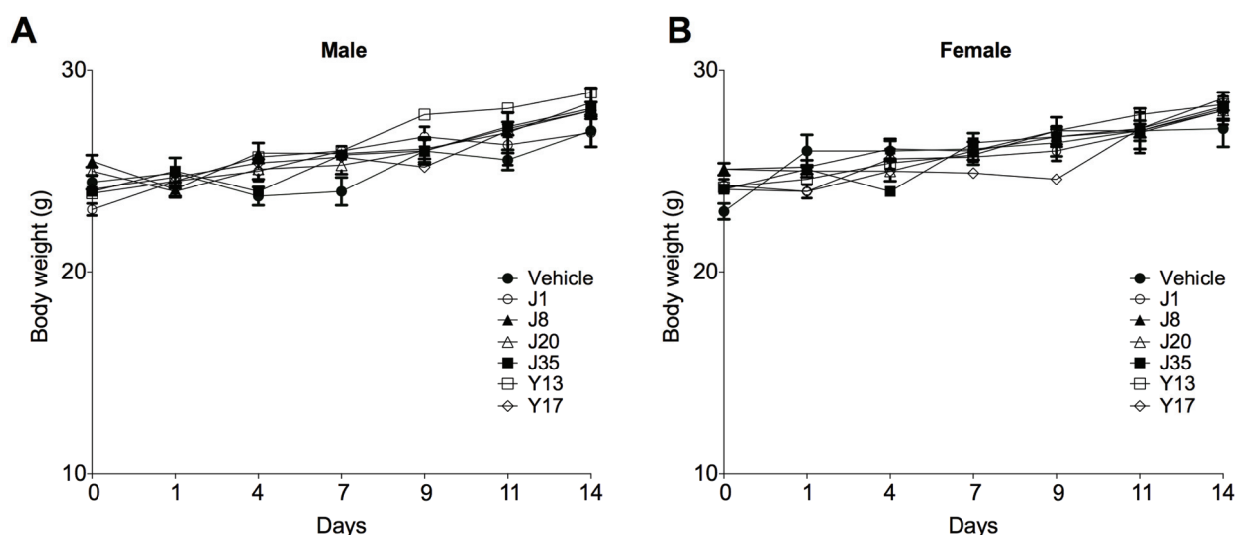 A
Male
30
20
10
Body weight (g)
Vehicle
J1
J8
J20
J35
Y13
Y17
0 1 4 7 9 11 14
Days
B
Female
30
20
10
Body weight (g)
Vehicle
J1
J8
J20
J35
Y13
Y17
0 1 4 7 9 11 14
Days